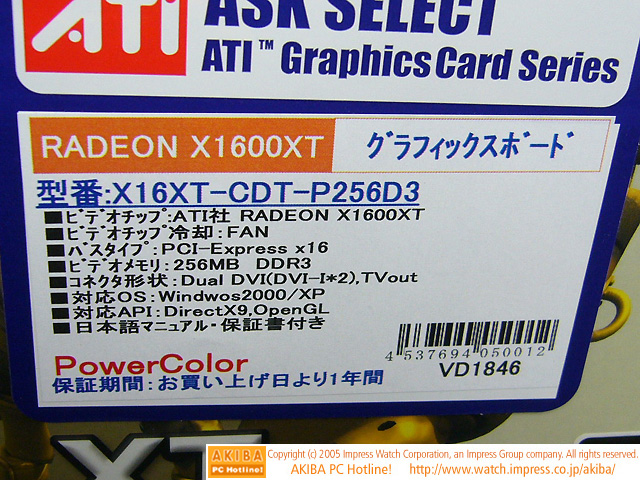 ATI
ASK SELECT
ATI™ Graphics Card Series
RADEON X1600XT
グラフィックスボード
型番:X16XT-CDT-P256D3
■ビデオチップ:ATI社 RADEON X1600XT
■ビデオチップ冷却:FAN
■バスタイプ:PCI-Express x16
■ビデオメモリ:256MB DDR3
■コネクタ形状:Dual DVI(DVI-I*2),TVout
■対応OS:Windwos2000/XP
■対応API:DirectX9,OpenGL
■日本語マニュアル・保証書付き
4 537694 050012
VD1846
PowerColor
保証期間:お買い上げ日より1年間
XT
AKIBA
PC Hotline!
Copyright (c) 2005 Impress Watch Corporation, an Impress Group company. All rights reserved.
AKIBA PC Hotline! http://www.watch.impress.co.jp/akiba/